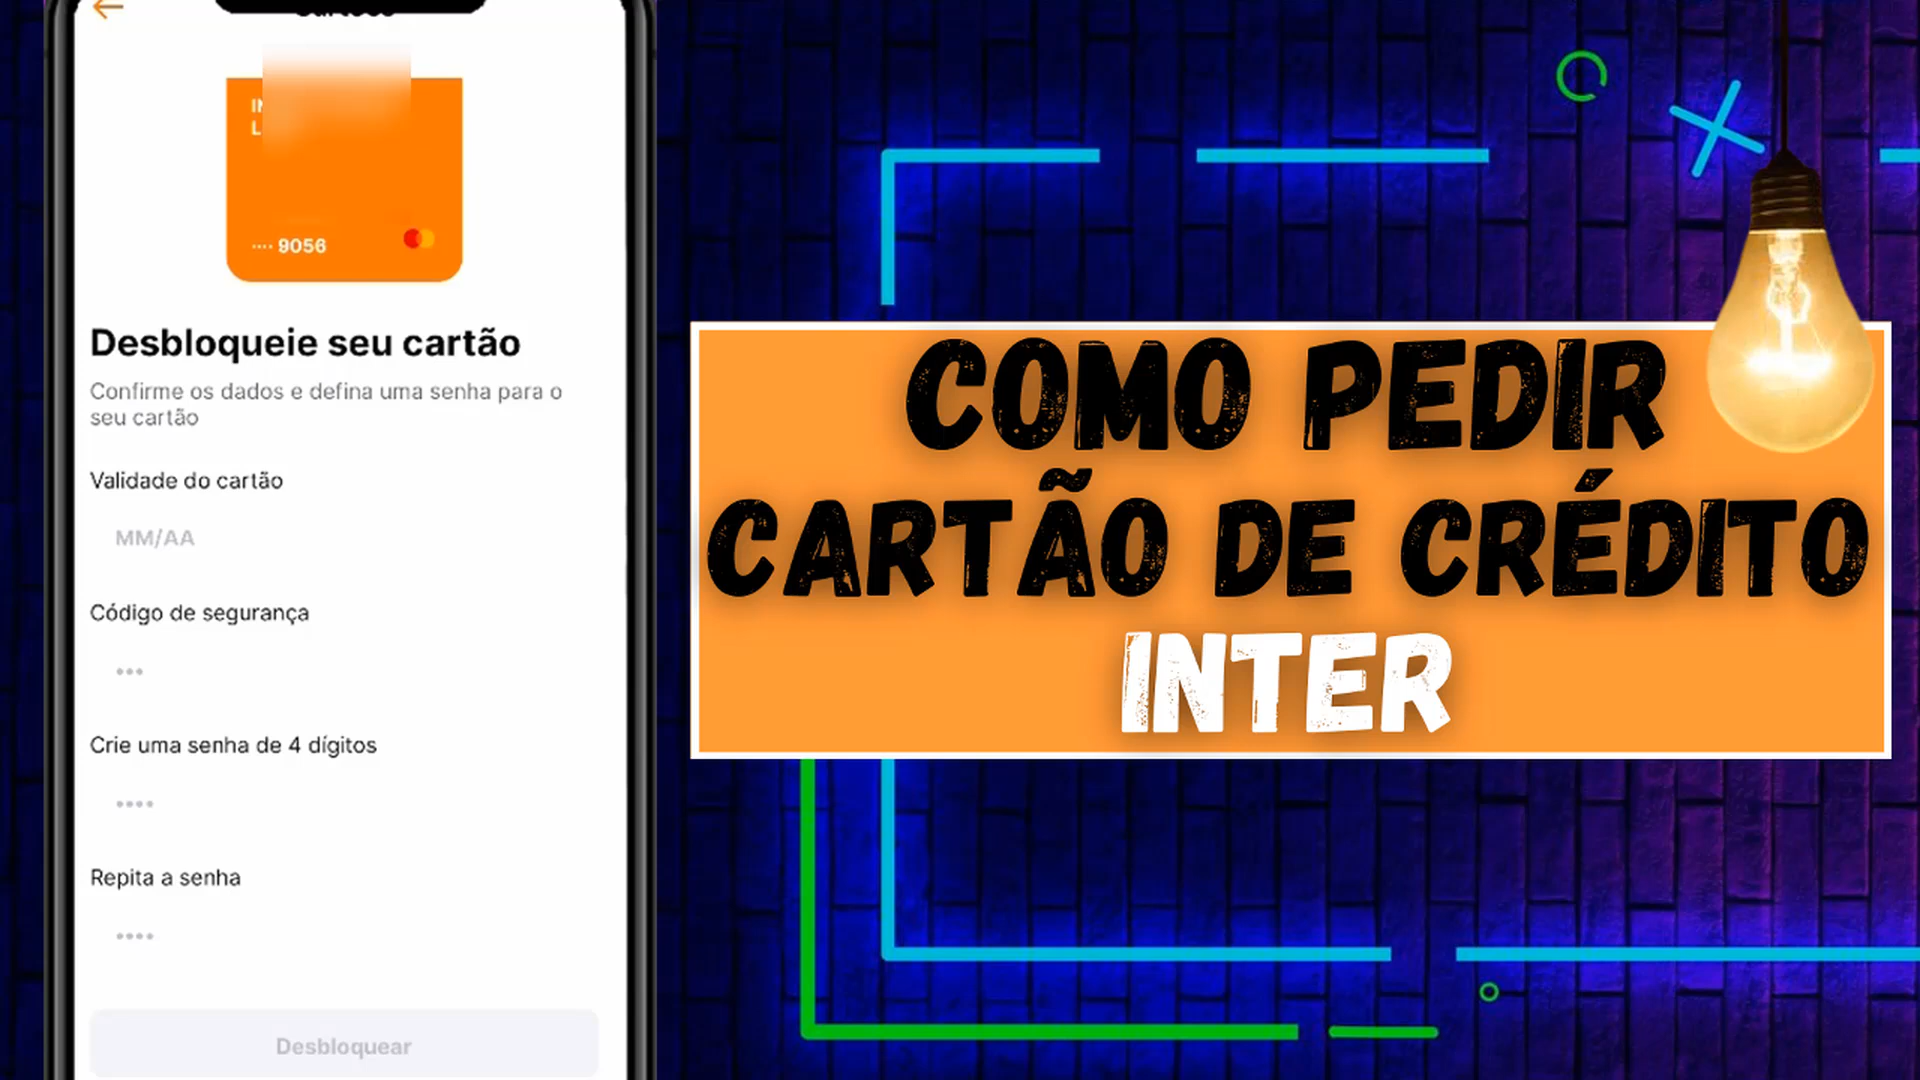 ···· 9056
Desbloqueie seu cartão
Confirme os dados e defina uma senha para o
seu cartão
Validade do cartão
MM/AA
Código de segurança
•••
Crie uma senha de 4 dígitos
••••
Repita a senha
••••
Desbloquear
COMO PEDIR
CARTÃO DE CRÉDITO
INTER